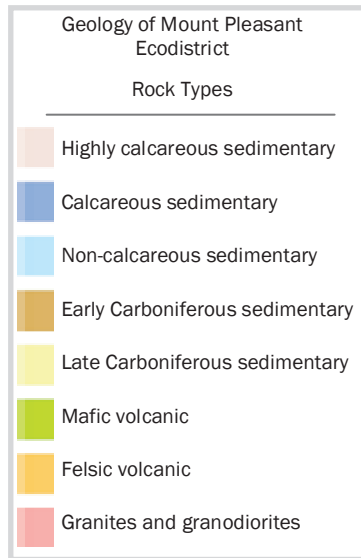 Geology of Mount Pleasant
Ecodistrict
Rock Types
Highly calcareous sedimentary
Calcareous sedimentary
Non-calcareous sedimentary
Early Carboniferous sedimentary
Late Carboniferous sedimentary
Mafic volcanic
Felsic volcanic
Granites and granodiorites